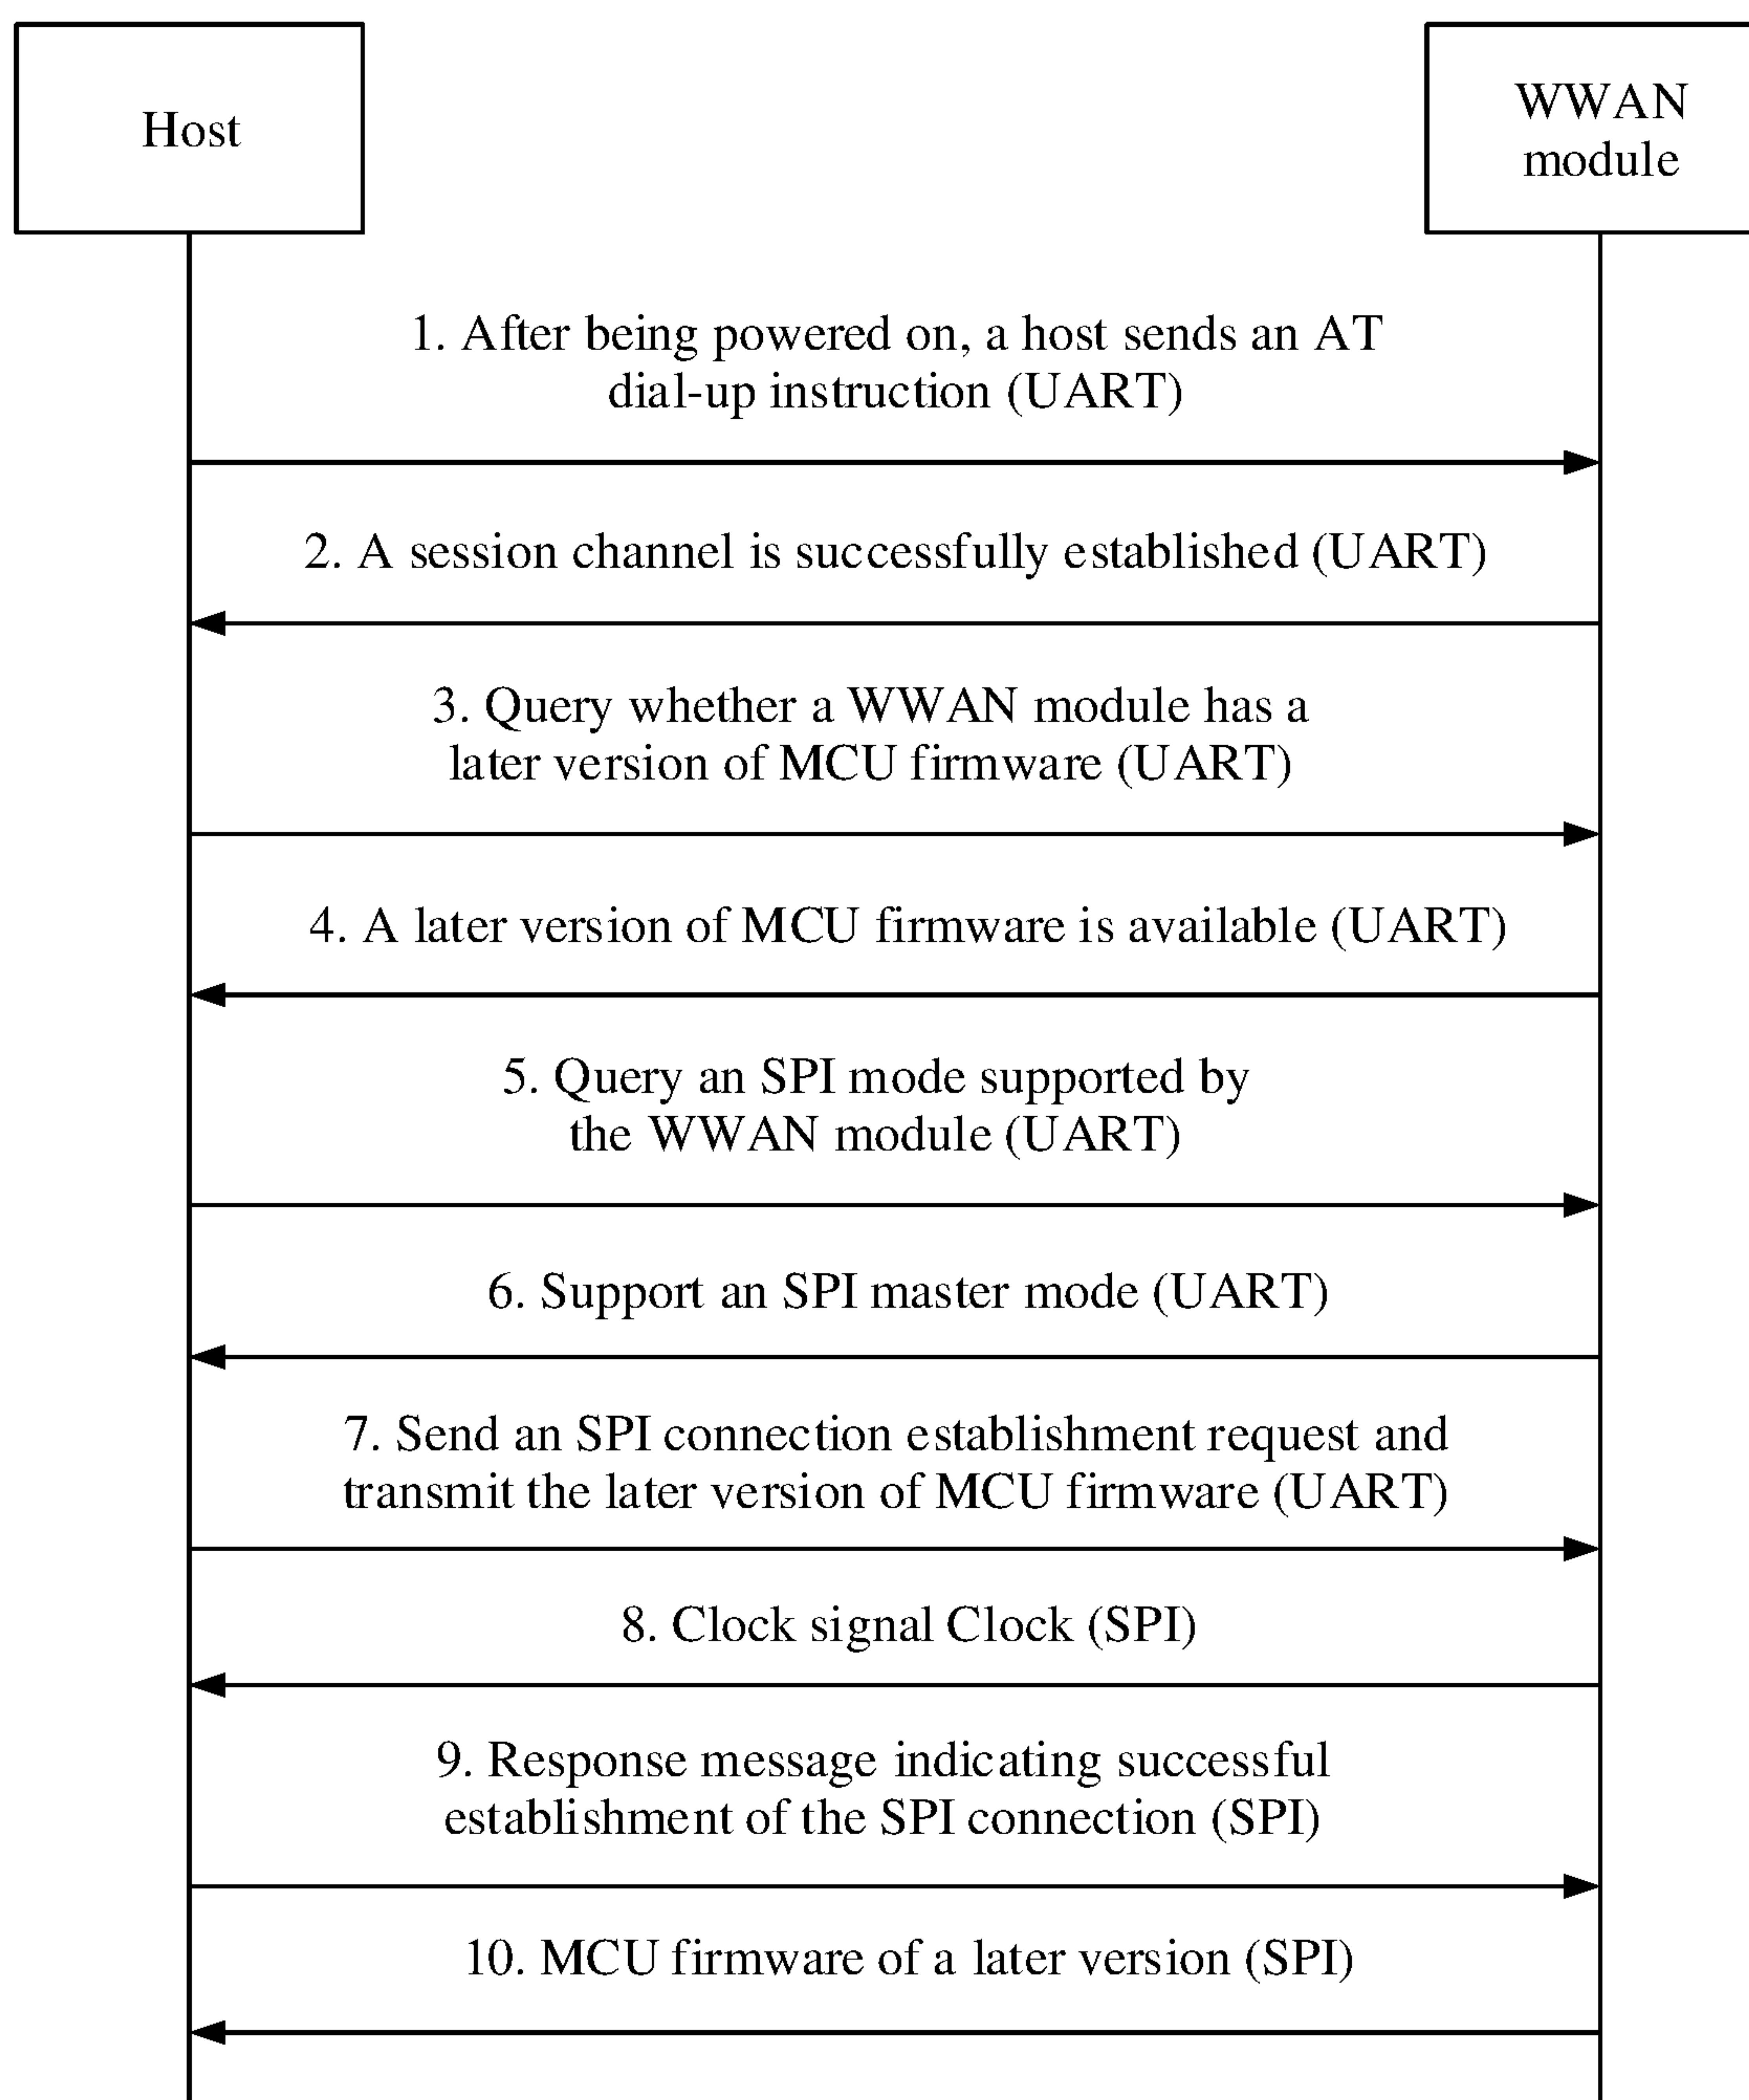 Host
WWAN
module
1. After being powered on, a host sends an AT
dial-up instruction (UART)
2. A session channel is successfully established (UART)
3. Query whether a WWAN module has a
later version of MCU firmware (UART)
4. A later version of MCU firmware is available (UART)
5. Query an SPI mode supported by
the WWAN module (UART)
6. Support an SPI master mode (UART)
7. Send an SPI connection establishment request and
transmit the later version of MCU firmware (UART)
8. Clock signal Clock (SPI)
9. Response message indicating successful
establishment of the SPI connection (SPI)
10. MCU firmware of a later version (SPI)